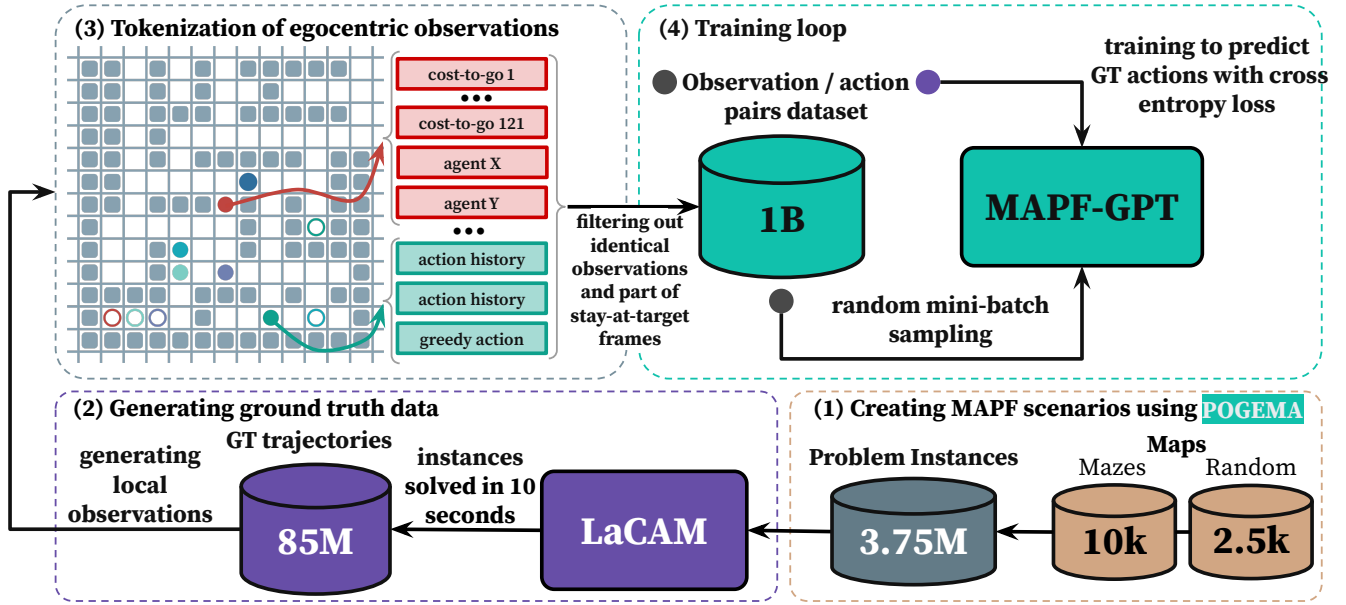 (3) Tokenization of egocentric observations
cost-to-go 1
•••
cost-to-go 121
agent X
agent Y
•••
action history
action history
greedy action
filtering out
identical
observations
and part of
stay-at-target
frames
(4) Training loop
Observation / action
pairs dataset
1B
training to predict
GT actions with cross
entropy loss
MAPF-GPT
random mini-batch
sampling
(2) Generating ground truth data
generating
local
observations
GT trajectories
85M
instances
solved in 10
seconds
LaCAM
(1) Creating MAPF scenarios using POGEMA
Problem Instances
3.75M
Maps
Mazes
Random
10k
2.5k